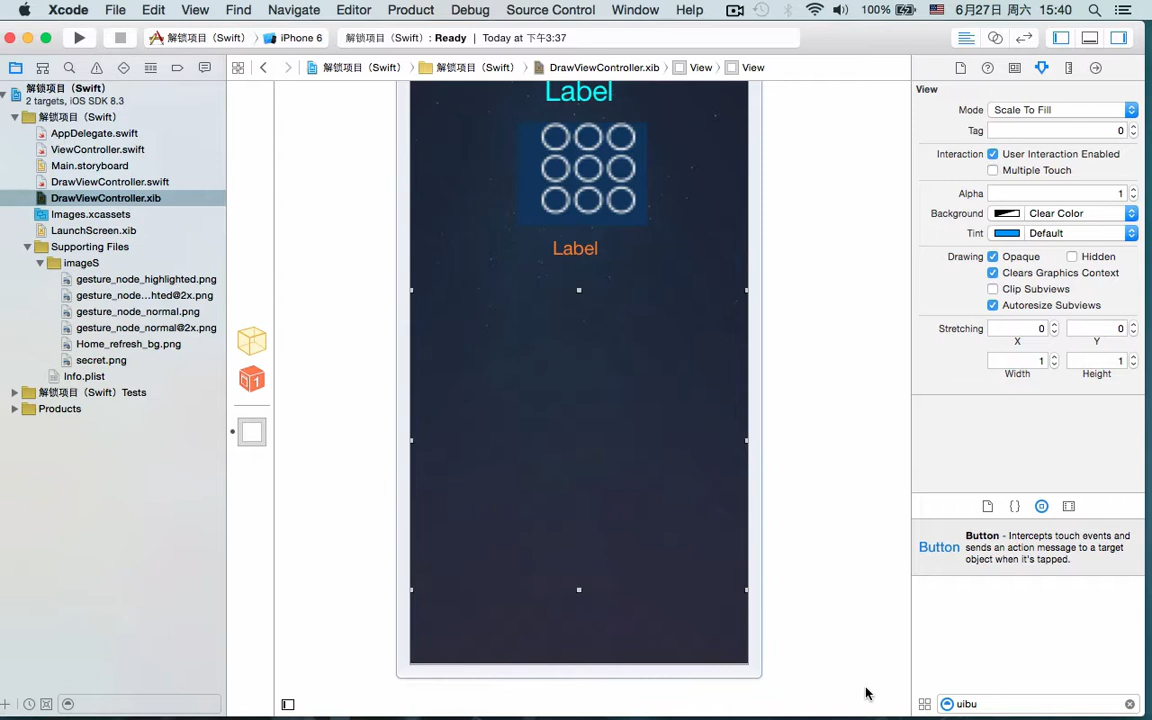 Xcode File Edit View Find Navigate Editor Product Debug Source Control Window Help 100% 6月27日 周六 15:40
解锁项目（Swift） iPhone 6 解锁项目（Swift）: Ready | Today at 下午3:37
解锁项目（Swift） 解锁项目（Swift） DrawViewController.xib View View
解锁项目（Swift）
2 targets, iOS SDK 8.3
解锁项目（Swift）
AppDelegate.swift
ViewController.swift
Main.storyboard
DrawViewController.swift
DrawViewController.xib
Images.xcassets
LaunchScreen.xib
Supporting Files
imageS
gesture_node_highlighted.png
gesture_node...hted@2x.png
gesture_node_normal.png
gesture_node_normal@2x.png
Home_refresh_bg.png
secret.png
Info.plist
解锁项目（Swift）Tests
Products
1
Label
Label
View
Mode Scale To Fill
Tag 0
Interaction User Interaction Enabled
Multiple Touch
Alpha 1
Background Clear Color
Tint Default
Drawing Opaque Hidden
Clears Graphics Context
Clip Subviews
Autoresize Subviews
Stretching 0 0
X Y
1 1
Width Height
{ }
Button Button - Intercepts touch events and
sends an action message to a target
object when it's tapped.
uibu